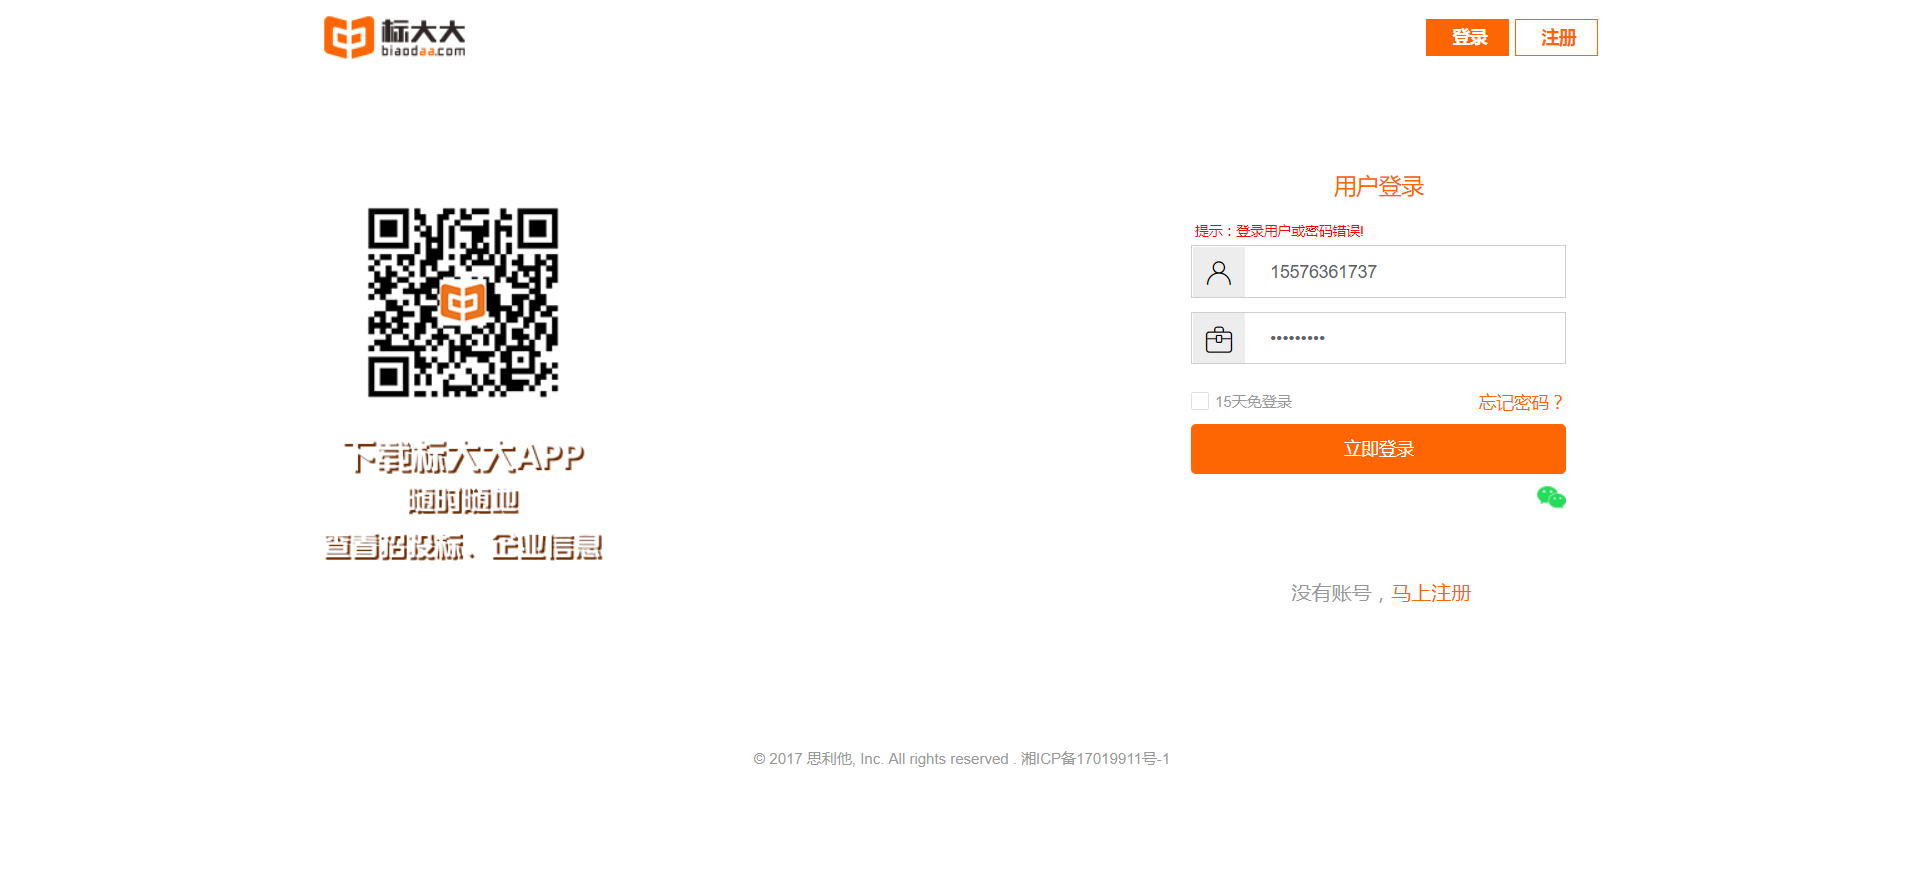 标大大
biaodaa.com
登录
注册
用户登录
提示：登录用户或密码错误!
15576361737
•••••••••
15天免登录
忘记密码？
立即登录
下载标大大APP
随时随地
查看招投标、企业信息
没有账号，马上注册
© 2017 思利他, Inc. All rights reserved . 湘ICP备17019911号-1